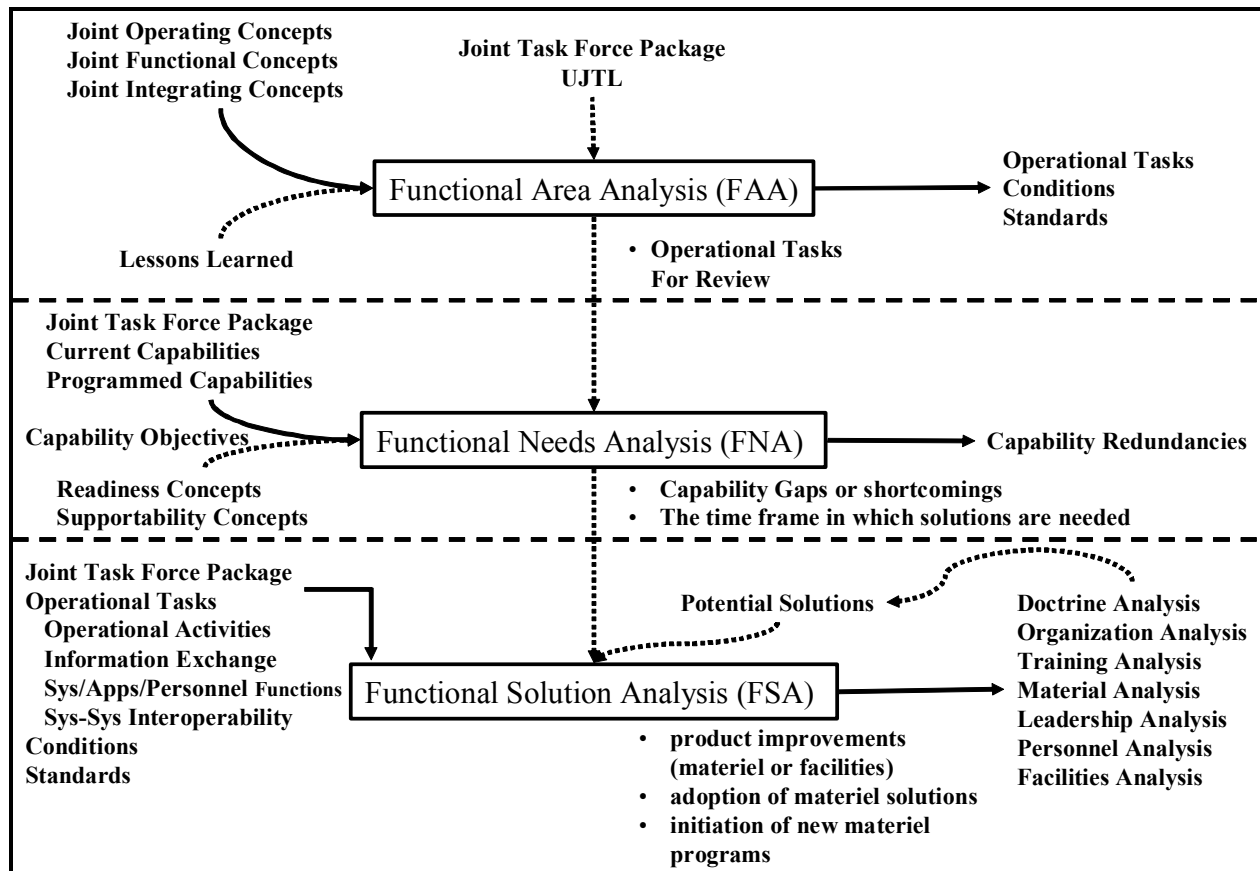 Joint Operating Concepts
Joint Functional Concepts
Joint Integrating Concepts
Joint Task Force Package
UJTL
Functional Area Analysis (FAA)
Operational Tasks
Conditions
Standards
Lessons Learned
• Operational Tasks
For Review
Joint Task Force Package
Current Capabilities
Programmed Capabilities
Capability Objectives
Functional Needs Analysis (FNA)
Capability Redundancies
Readiness Concepts
Supportability Concepts
• Capability Gaps or shortcomings
• The time frame in which solutions are needed
Joint Task Force Package
Operational Tasks
Operational Activities
Information Exchange
Sys/Apps/Personnel Functions
Sys-Sys Interoperability
Conditions
Standards
Potential Solutions
Functional Solution Analysis (FSA)
Doctrine Analysis
Organization Analysis
Training Analysis
Material Analysis
Leadership Analysis
Personnel Analysis
Facilities Analysis
• product improvements
(materiel or facilities)
• adoption of materiel solutions
• initiation of new materiel
programs